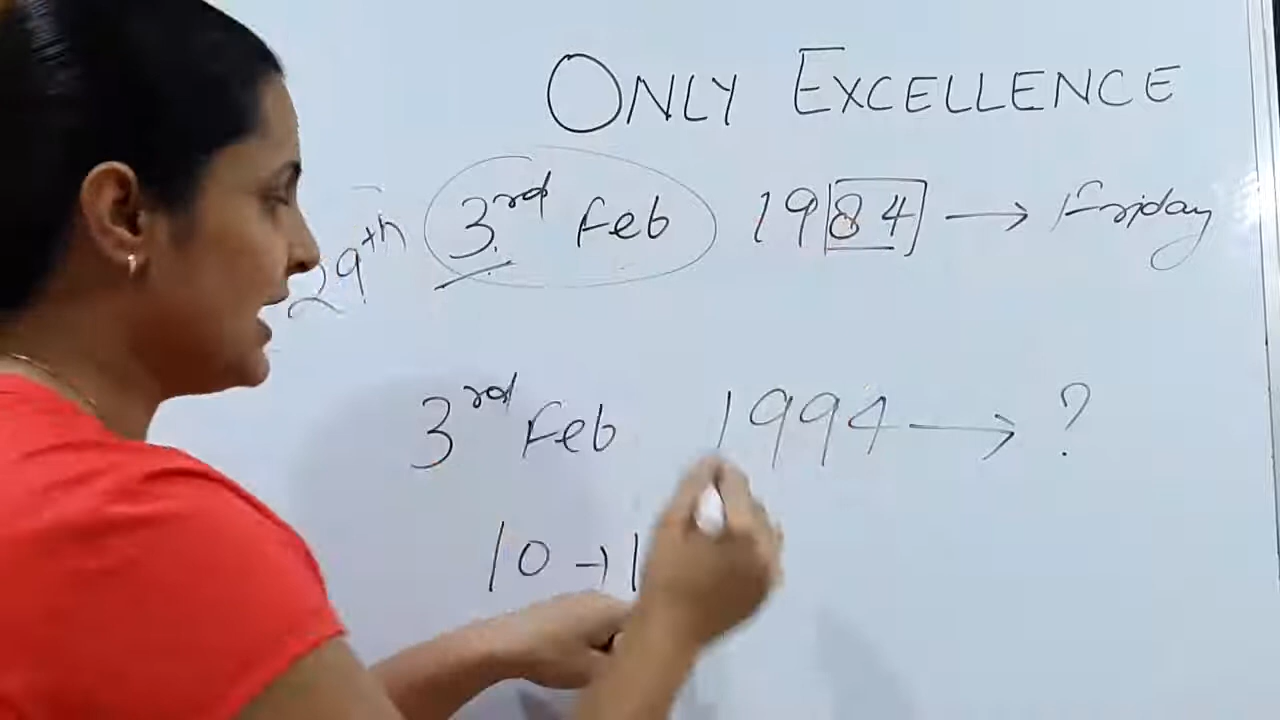 ONLY EXCELLENCE
29th 3rd Feb 1984 → Friday
3rd Feb 1994 → ?
10 → 1